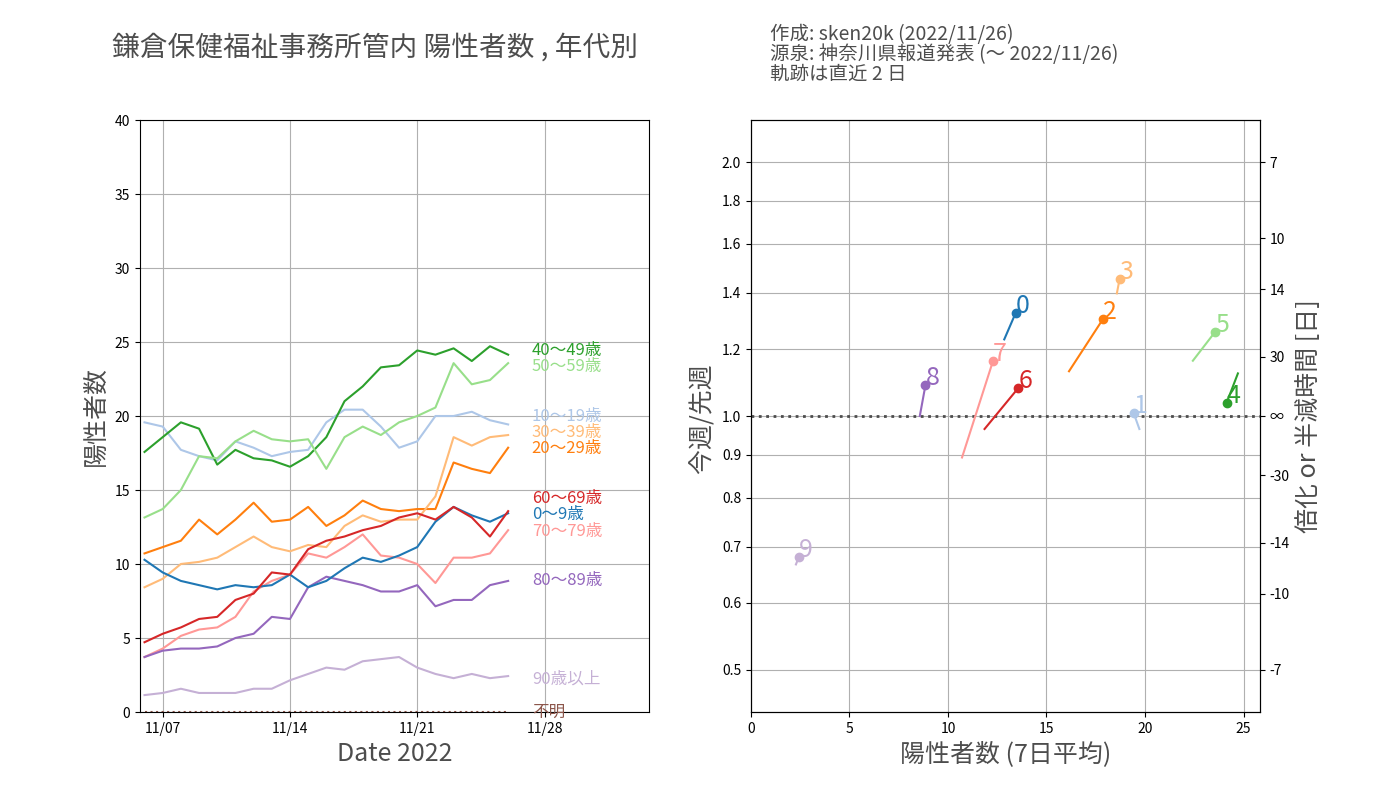 鎌倉保健福祉事務所管内 陽性者数 , 年代別
作成: sken20k (2022/11/26)
源泉: 神奈川県報道発表 (〜 2022/11/26)
軌跡は直近 2 日
陽性者数
40
35
30
25
20
15
10
5
0
40〜49歳
50〜59歳
10〜19歳
30〜39歳
20〜29歳
60〜69歳
0〜9歳
70〜79歳
80〜89歳
90歳以上
不明
11/07
11/14
11/21
11/28
Date 2022
今週/先週
2.0
1.8
1.6
1.4
1.2
1.0
0.9
0.8
0.7
0.6
0.5
3
0
2
5
7
6
8
4
1
9
7
10
14
30
∞
-30
-14
-10
-7
倍化 or 半減時間 [日]
0
5
10
15
20
25
陽性者数 (7日平均)